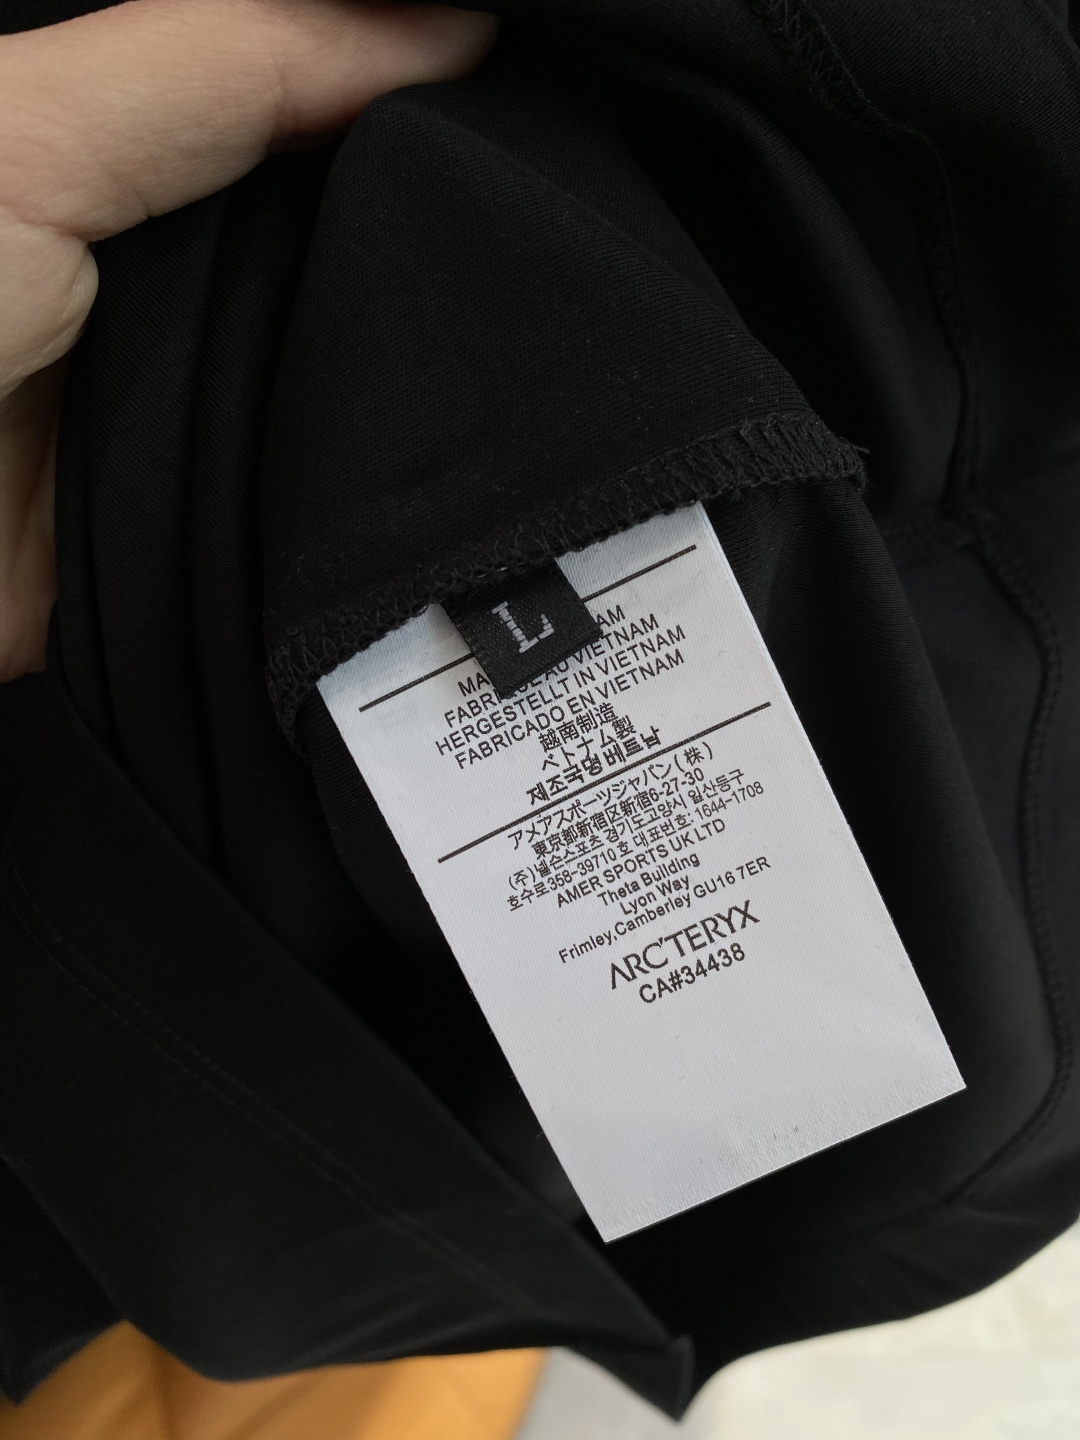 L
AM
FABR AU VIETNAM
HERGESTELLT IN VIETNAM
FABRICADO EN VIETNAM
越南制造
ベトナム製
제조국명 베트남
アメアスポーツジャパン(株)
東京都新宿区新宿6-27-30
(주)넬슨스포츠 경기도고양시 일산동구
호수로358-39710호 대표번호: 1644-1708
AMER SPORTS UK LTD
Theta Building
Lyon Way
Frimley,Camberley GU16 7ER
ARC'TERYX
CA#34438